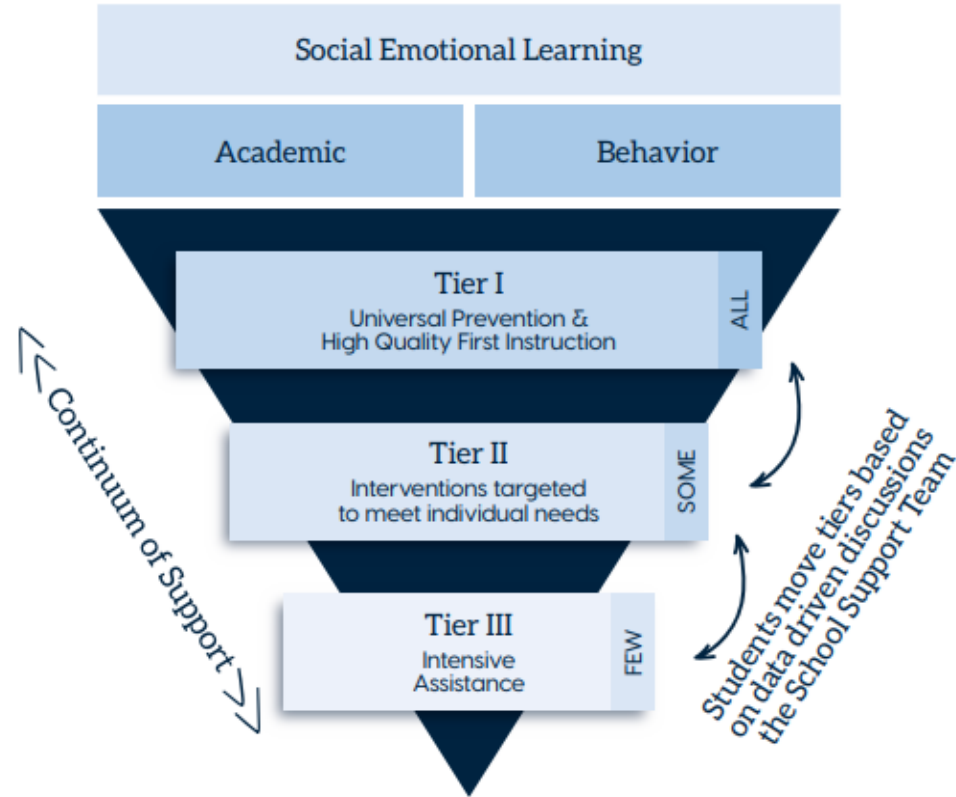 Social Emotional Learning
Academic
Behavior
Tier I
Universal Prevention &
High Quality First Instruction
ALL
Tier II
Interventions targeted
to meet individual needs
SOME
Tier III
Intensive
Assistance
FEW
Continuum of Support
Students move tiers based
on data driven discussions
the School Support Team